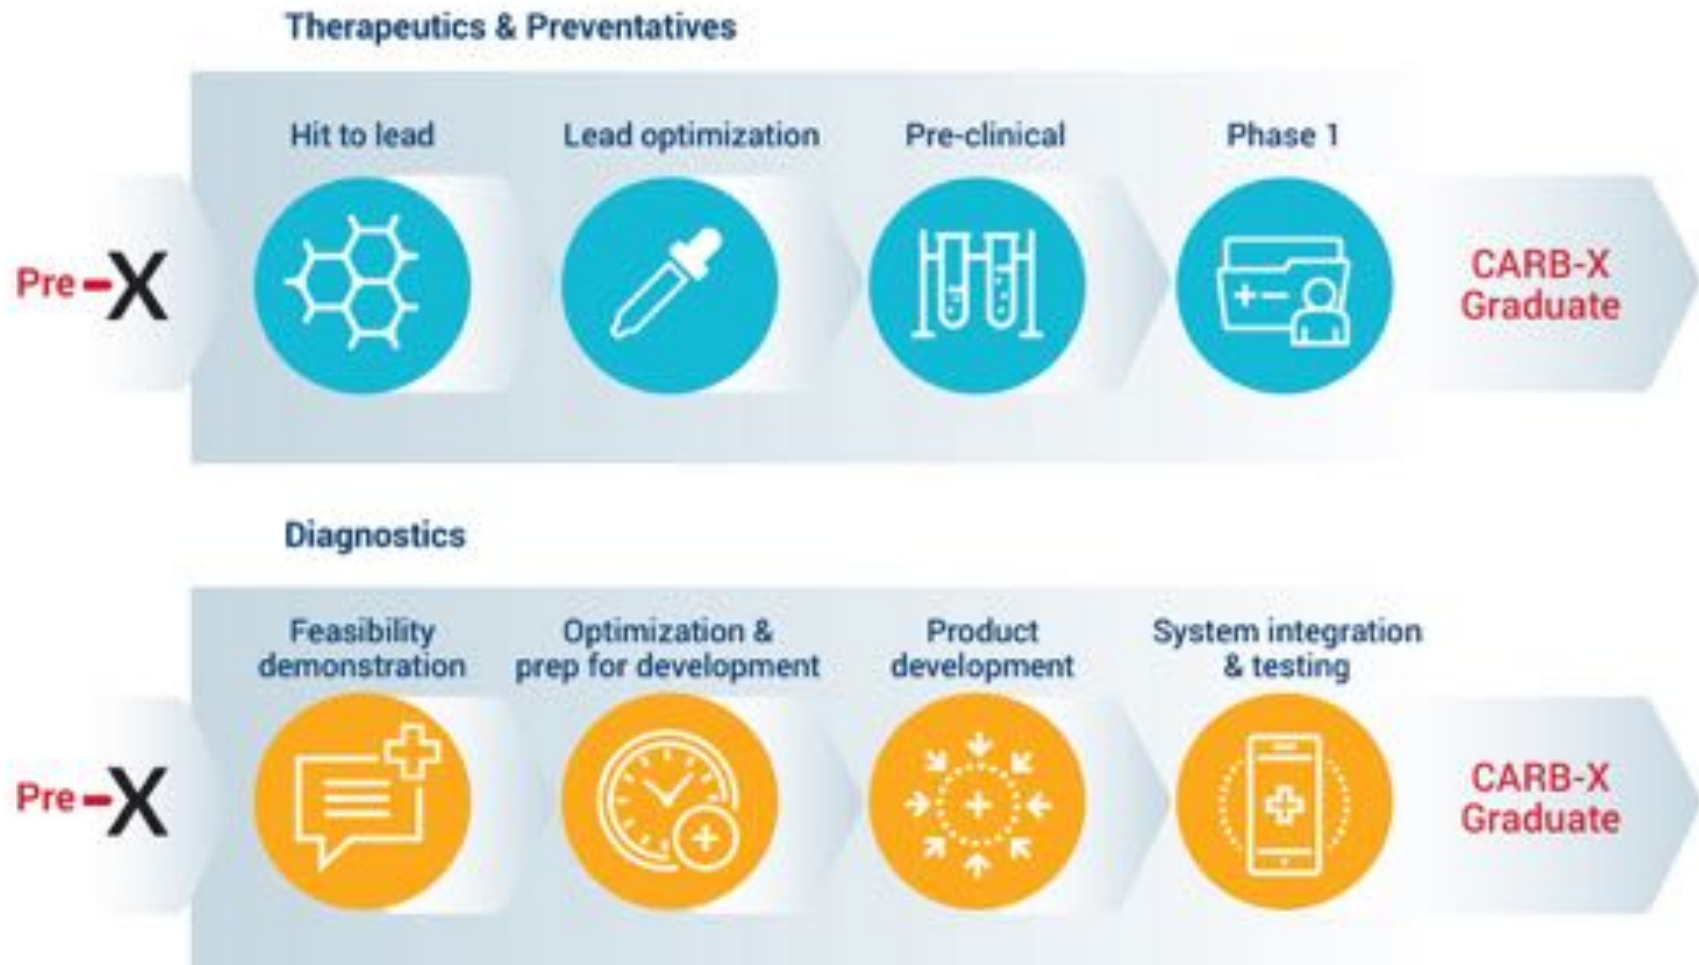 Therapeutics & Preventatives
Hit to lead
Lead optimization
Pre-clinical
Phase 1
Pre-X
CARB-X
Graduate
Diagnostics
Feasibility
demonstration
Optimization &
prep for development
Product
development
System integration
& testing
Pre-X
CARB-X
Graduate